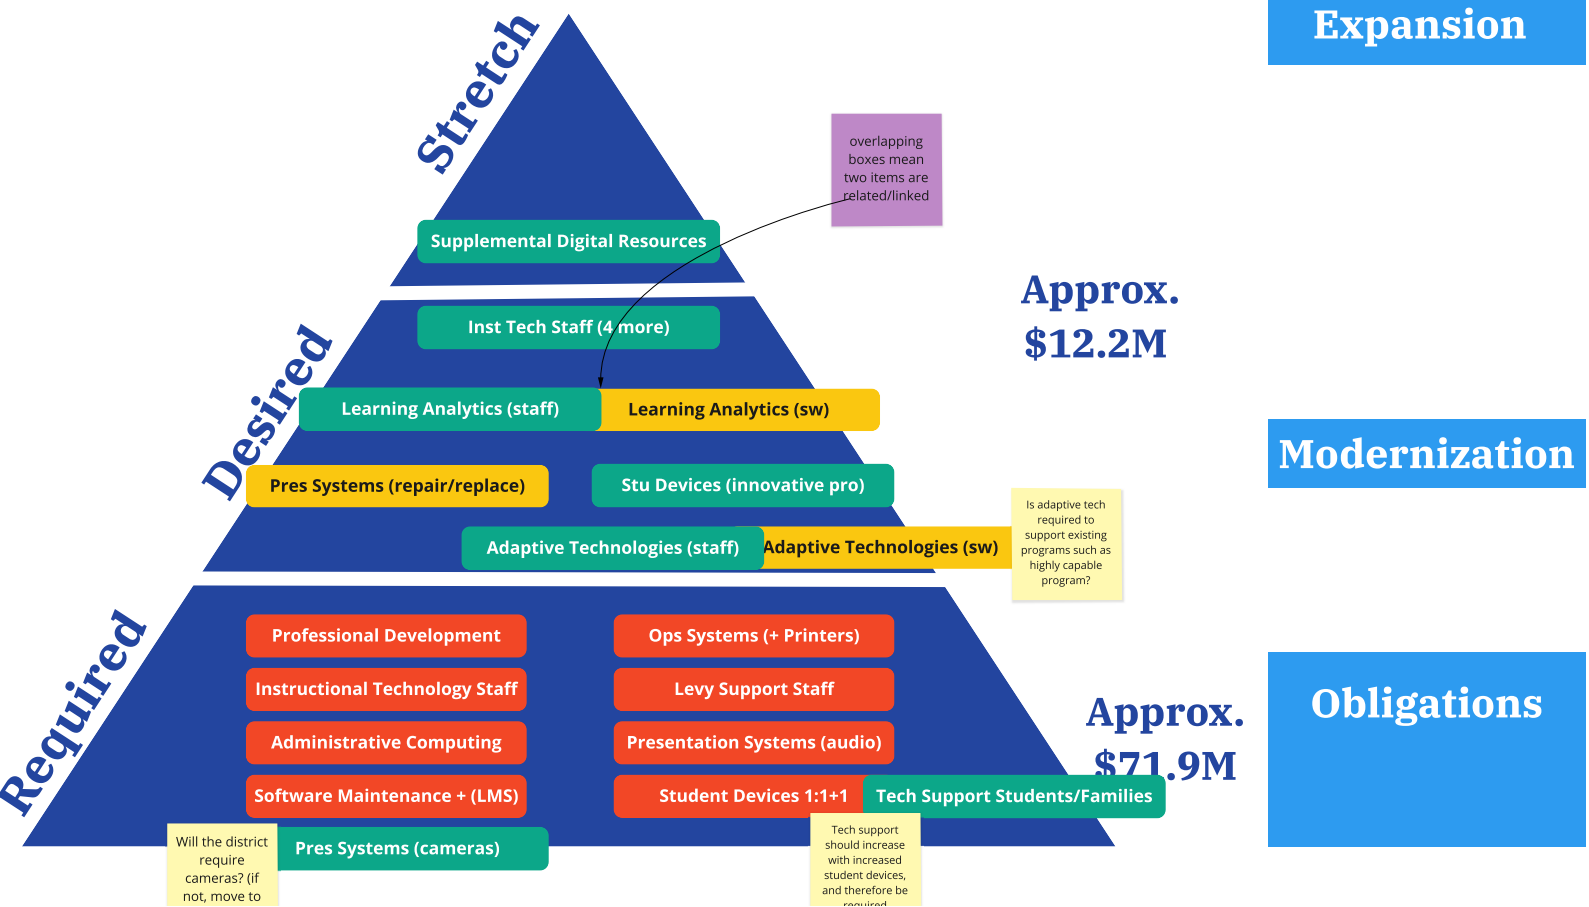 Expansion
Stretch
overlapping
boxes mean
two items are
related/linked
Supplemental Digital Resources
Approx.
$12.2M
Inst Tech Staff (4 more)
Desired
Learning Analytics (staff)
Learning Analytics (sw)
Modernization
Pres Systems (repair/replace)
Stu Devices (innovative pro)
Adaptive Technologies (staff)
Adaptive Technologies (sw)
Is adaptive tech
required to
support existing
programs such as
highly capable
program?
Required
Professional Development
Ops Systems (+ Printers)
Instructional Technology Staff
Levy Support Staff
Obligations
Administrative Computing
Presentation Systems (audio)
Approx.
$71.9M
Software Maintenance + (LMS)
Student Devices 1:1+1
Tech Support Students/Families
Will the district
require
cameras? (if
not, move to
Pres Systems (cameras)
Tech support
should increase
with increased
student devices,
and therefore be
required